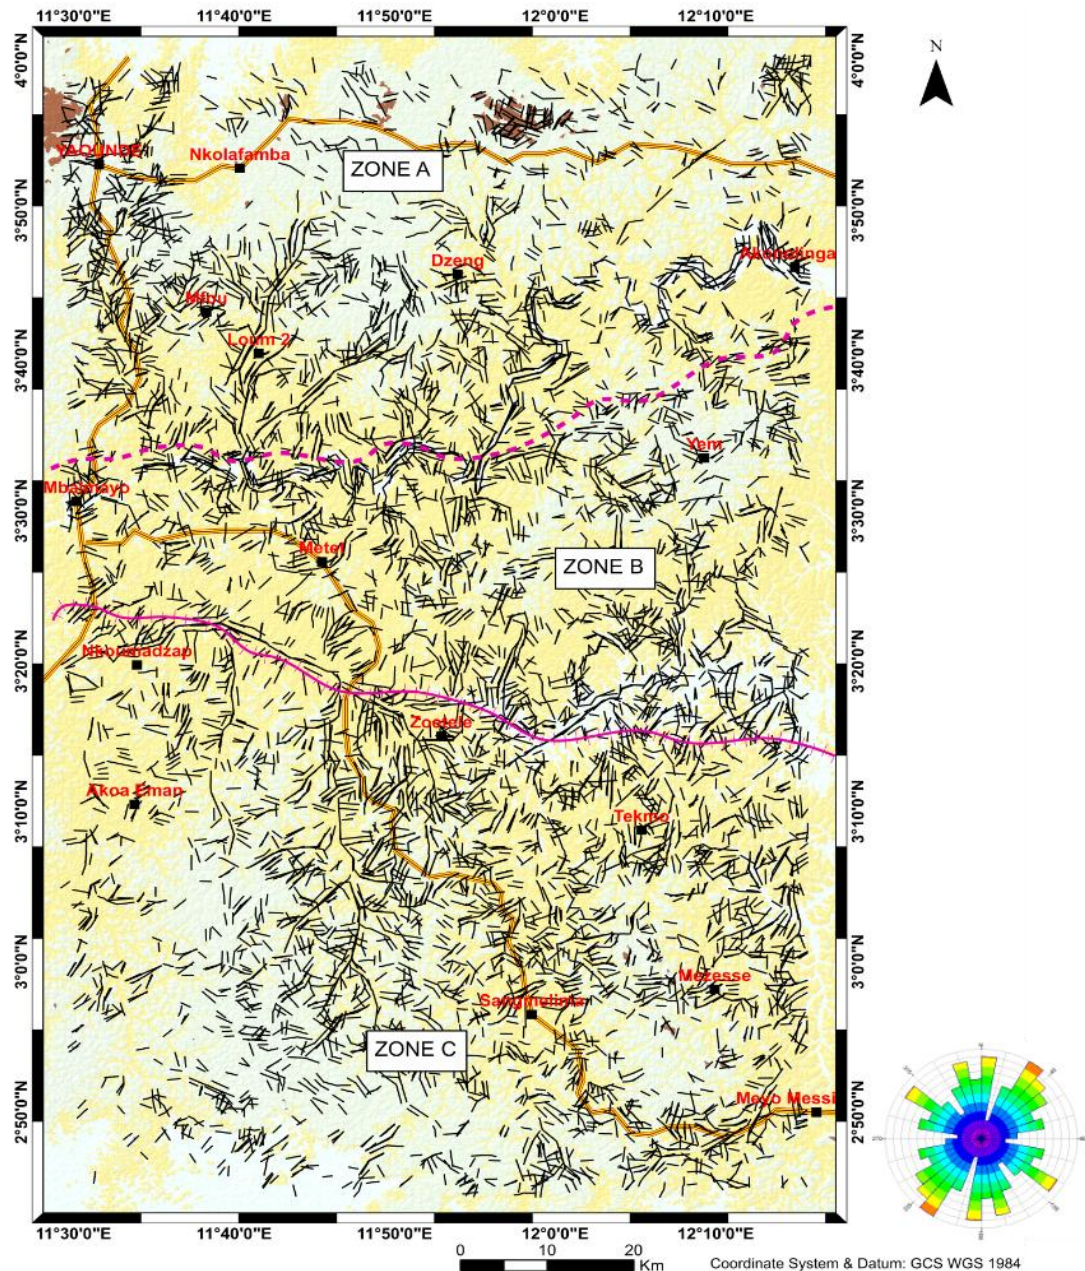 11°30'0"E 11°40'0"E 11°50'0"E 12°0'0"E 12°10'0"E
N
4°0'0"N 4°0'0"N
YAOUNDE
Nkolafamba
ZONE A
3°50'0"N 3°50'0"N
Dzeng
Akonolinga
Mfou
Loum 2
3°40'0"N 3°40'0"N
Yem
Mbalmayo
3°30'0"N 3°30'0"N
Metet
ZONE B
Nkoumadzap
3°20'0"N 3°20'0"N
Zoetele
Akoa Eman
3°10'0"N 3°10'0"N
Tekmo
3°0'0"N 3°0'0"N
Mezesse
Sangmelima
ZONE C
2°50'0"N 2°50'0"N
Meyo Messi
11°30'0"E 11°40'0"E 11°50'0"E 12°0'0"E 12°10'0"E
0 10 20
Km
Coordinate System & Datum: GCS WGS 1984